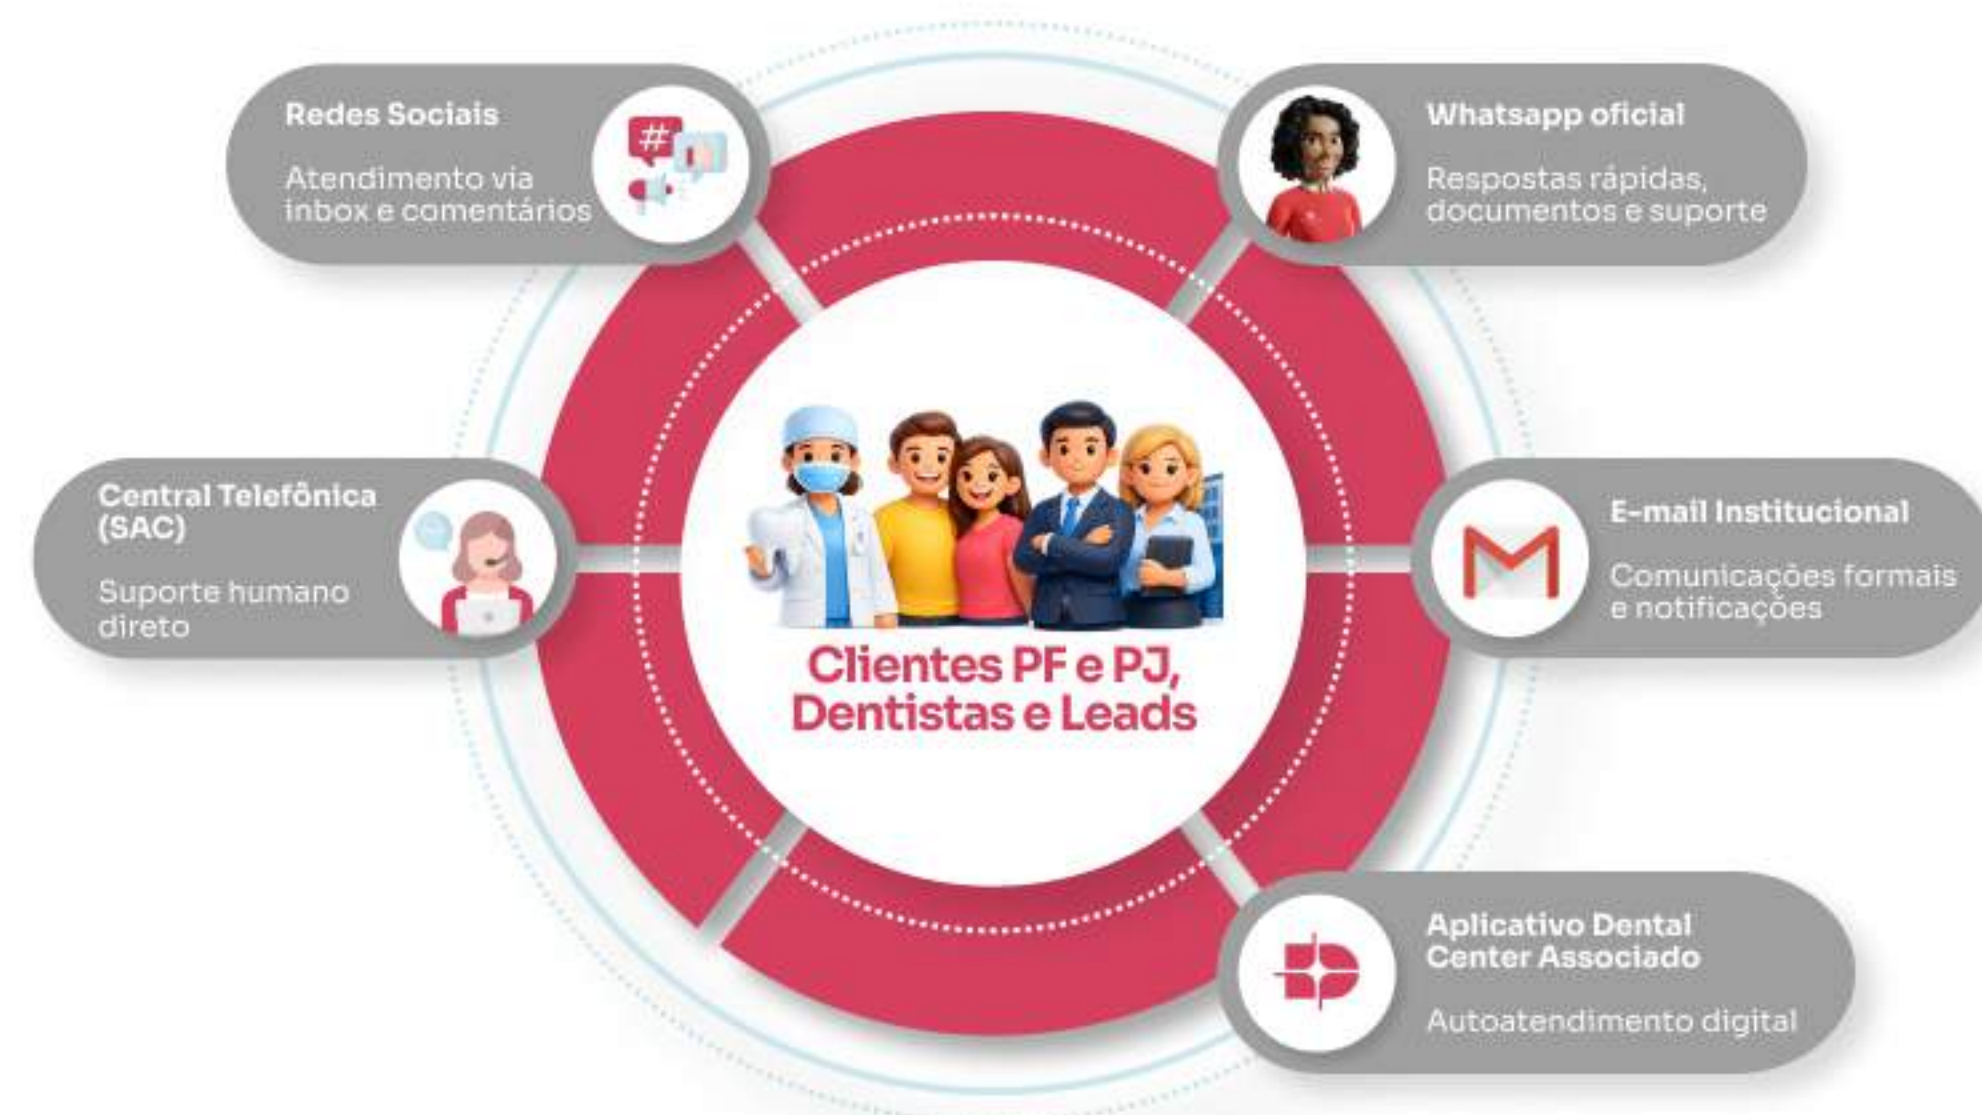 Redes Sociais
Atendimento via
inbox e comentários
#
Whatsapp oficial
Respostas rápidas,
documentos e suporte
Central Telefônica
(SAC)
Suporte humano
direto
Clientes PF e PJ,
Dentistas e Leads
E-mail Institucional
Comunicações formais
e notificações
Aplicativo Dental
Center Associado
Autoatendimento digital